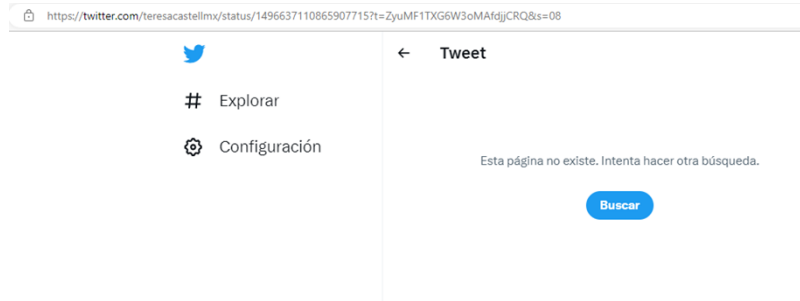 https://twitter.com/teresacastellmx/status/1496637110865907715?t=ZyuMF1TXG6W3oMAfdjjCRQ&s=08
Tweet
Explorar
Configuración
Esta página no existe. Intenta hacer otra búsqueda.
Buscar